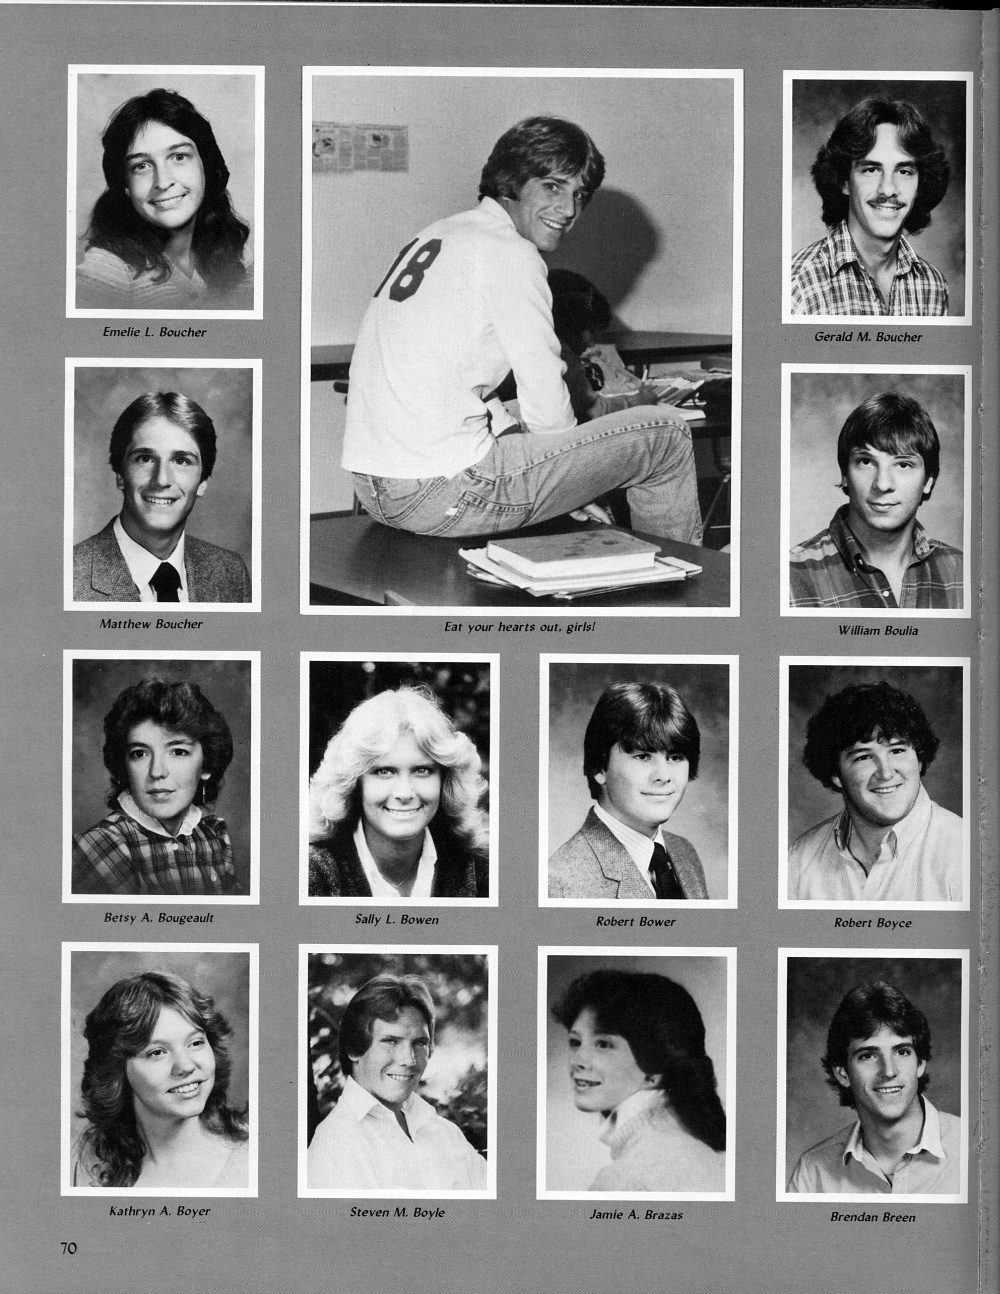 18
Emelie L. Boucher
Gerald M. Boucher
Matthew Boucher
Eat your hearts out, girls!
William Boulia
Betsy A. Bougeault
Sally L. Bowen
Robert Bower
Robert Boyce
Kathryn A. Boyer
Steven M. Boyle
Jamie A. Brazas
Brendan Breen
70